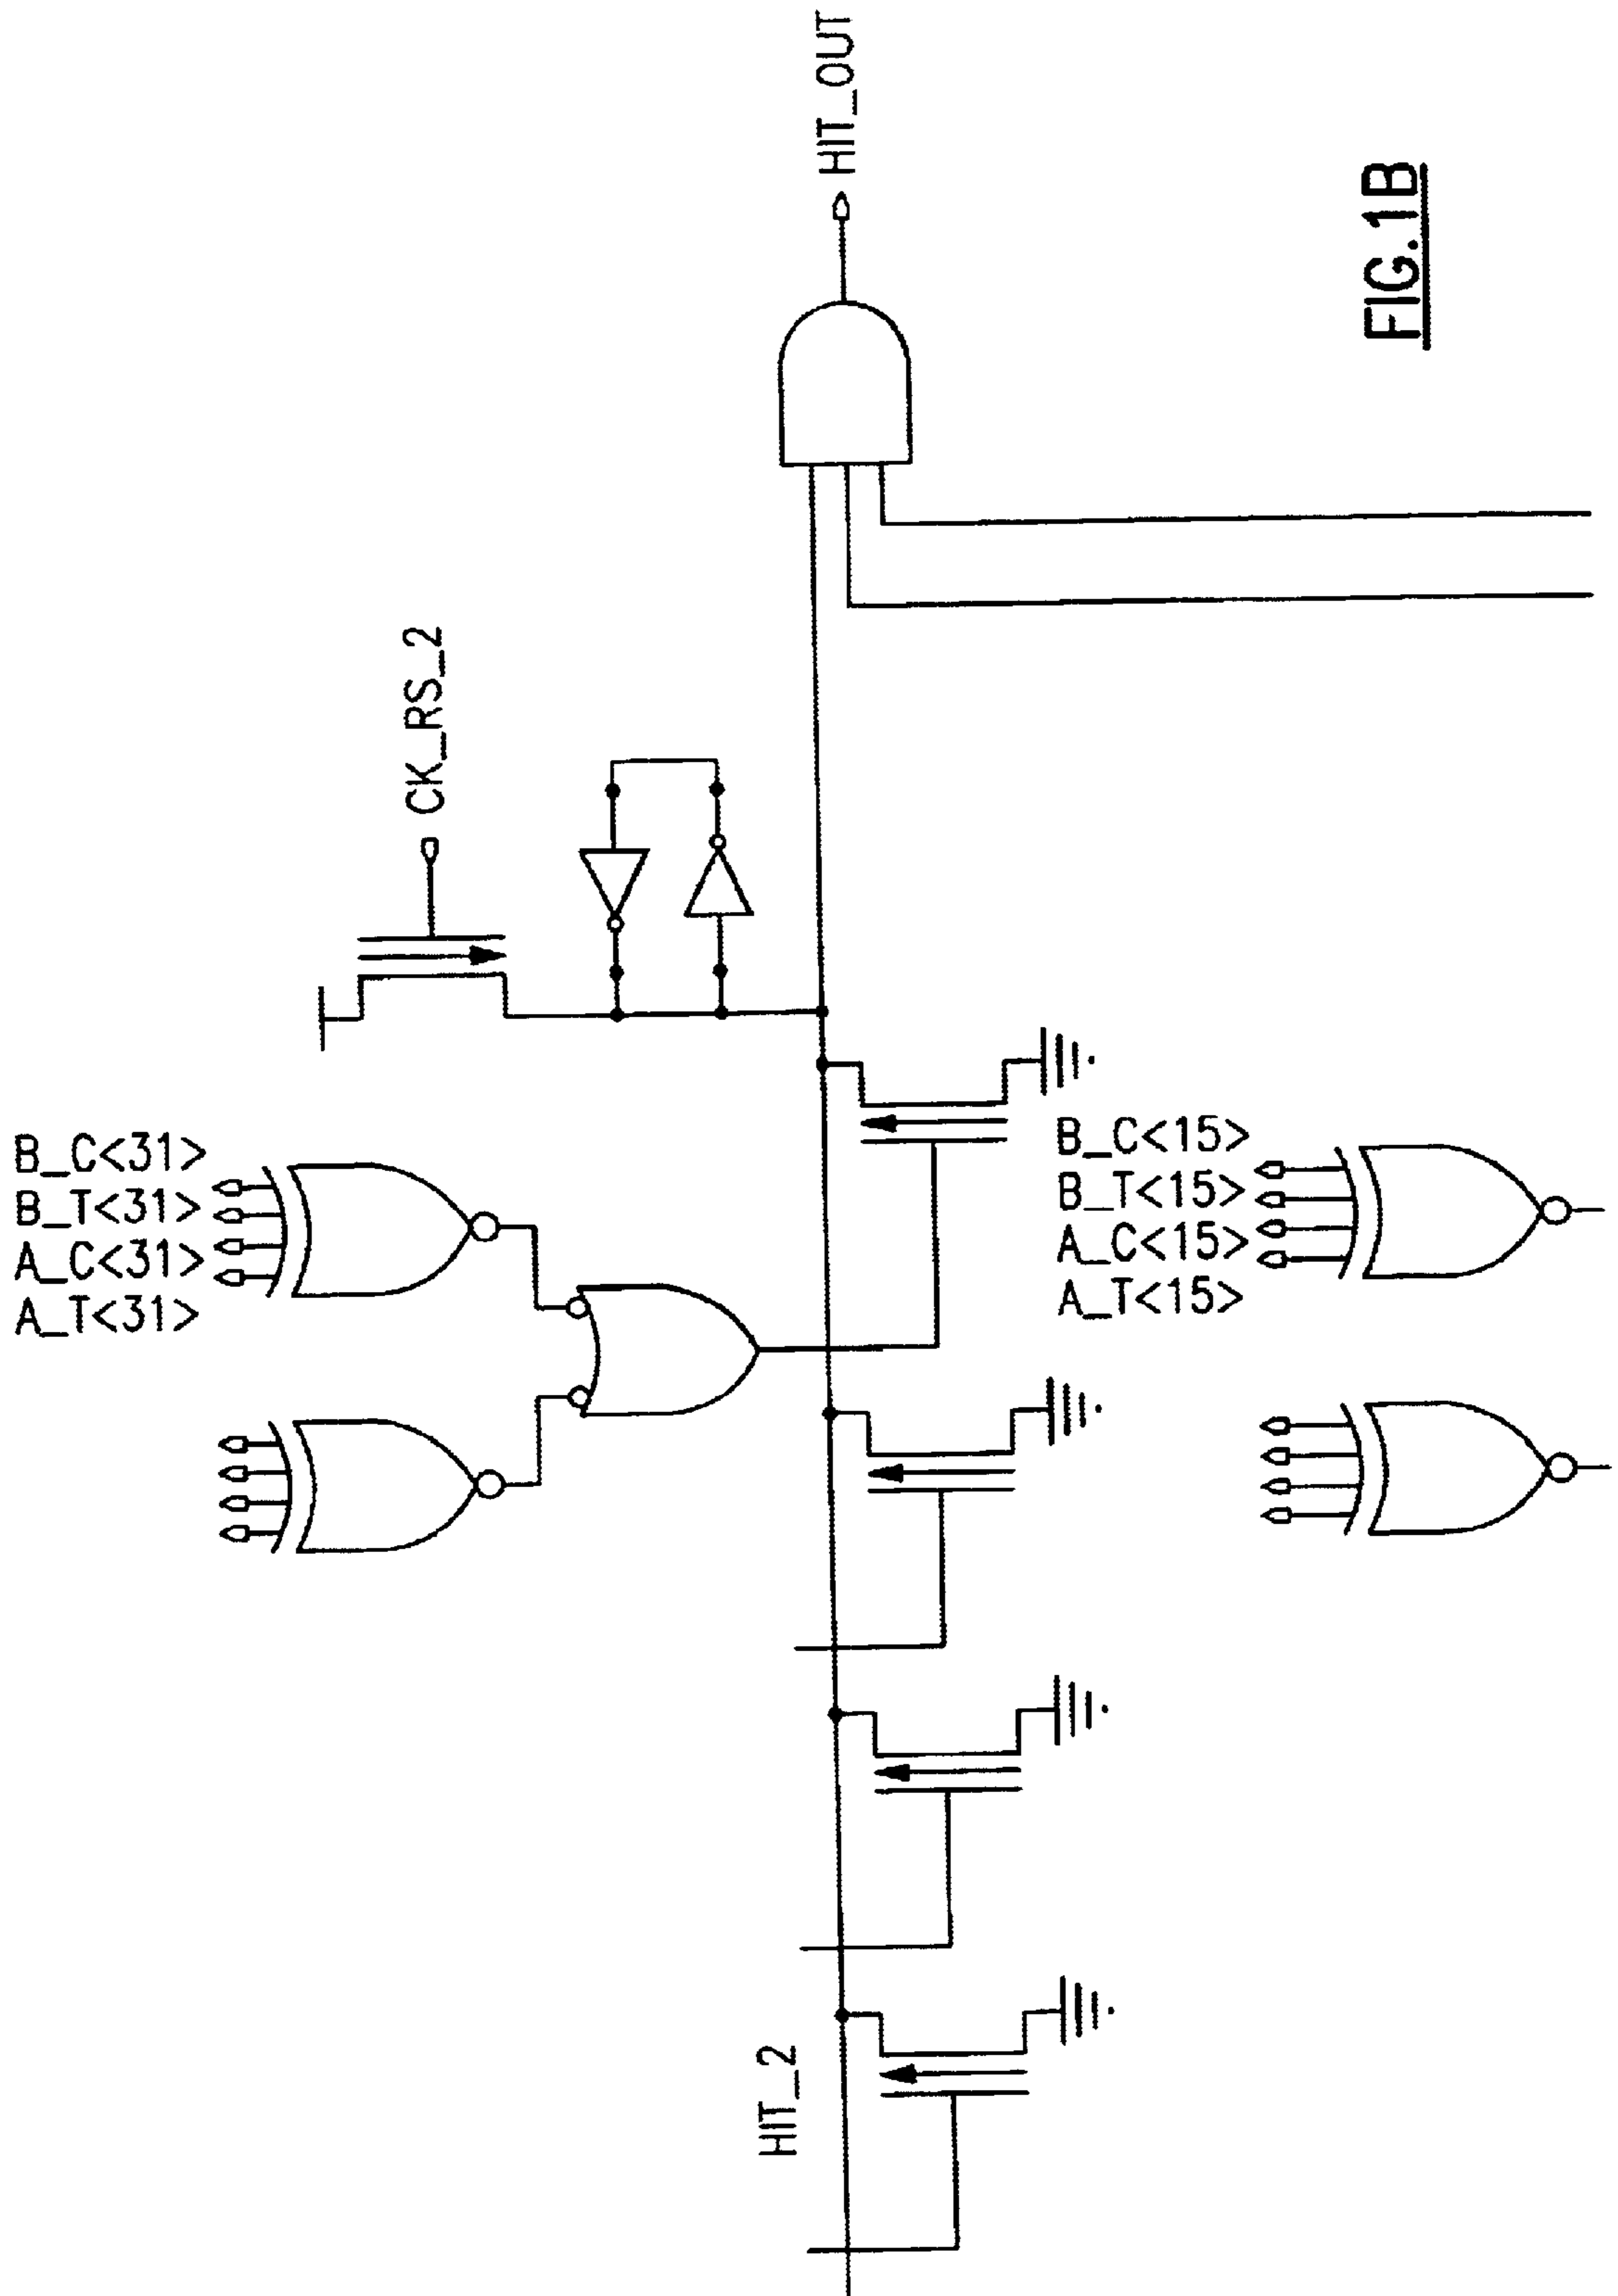 B_C<31>
B_T<31>
A_C<31>
A_T<31>
CK_RS_2
HIT_2
HIT_OUT
B_C<15>
B_T<15>
A_C<15>
A_T<15>
FIG.1B